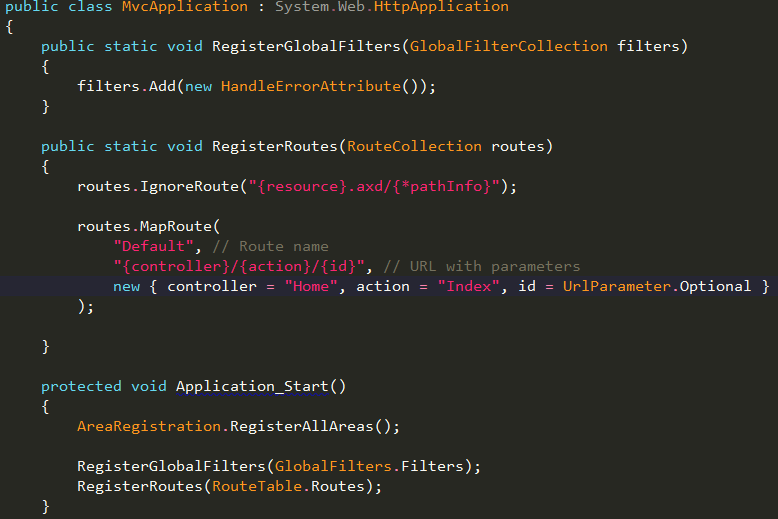 public class MvcApplication : System.Web.HttpApplication
{
    public static void RegisterGlobalFilters(GlobalFilterCollection filters)
    {
        filters.Add(new HandleErrorAttribute());
    }

    public static void RegisterRoutes(RouteCollection routes)
    {
        routes.IgnoreRoute("{resource}.axd/{*pathInfo}");

        routes.MapRoute(
            "Default", // Route name
            "{controller}/{action}/{id}", // URL with parameters
            new { controller = "Home", action = "Index", id = UrlParameter.Optional }
        );

    }

    protected void Application_Start()
    {
        AreaRegistration.RegisterAllAreas();

        RegisterGlobalFilters(GlobalFilters.Filters);
        RegisterRoutes(RouteTable.Routes);
    }